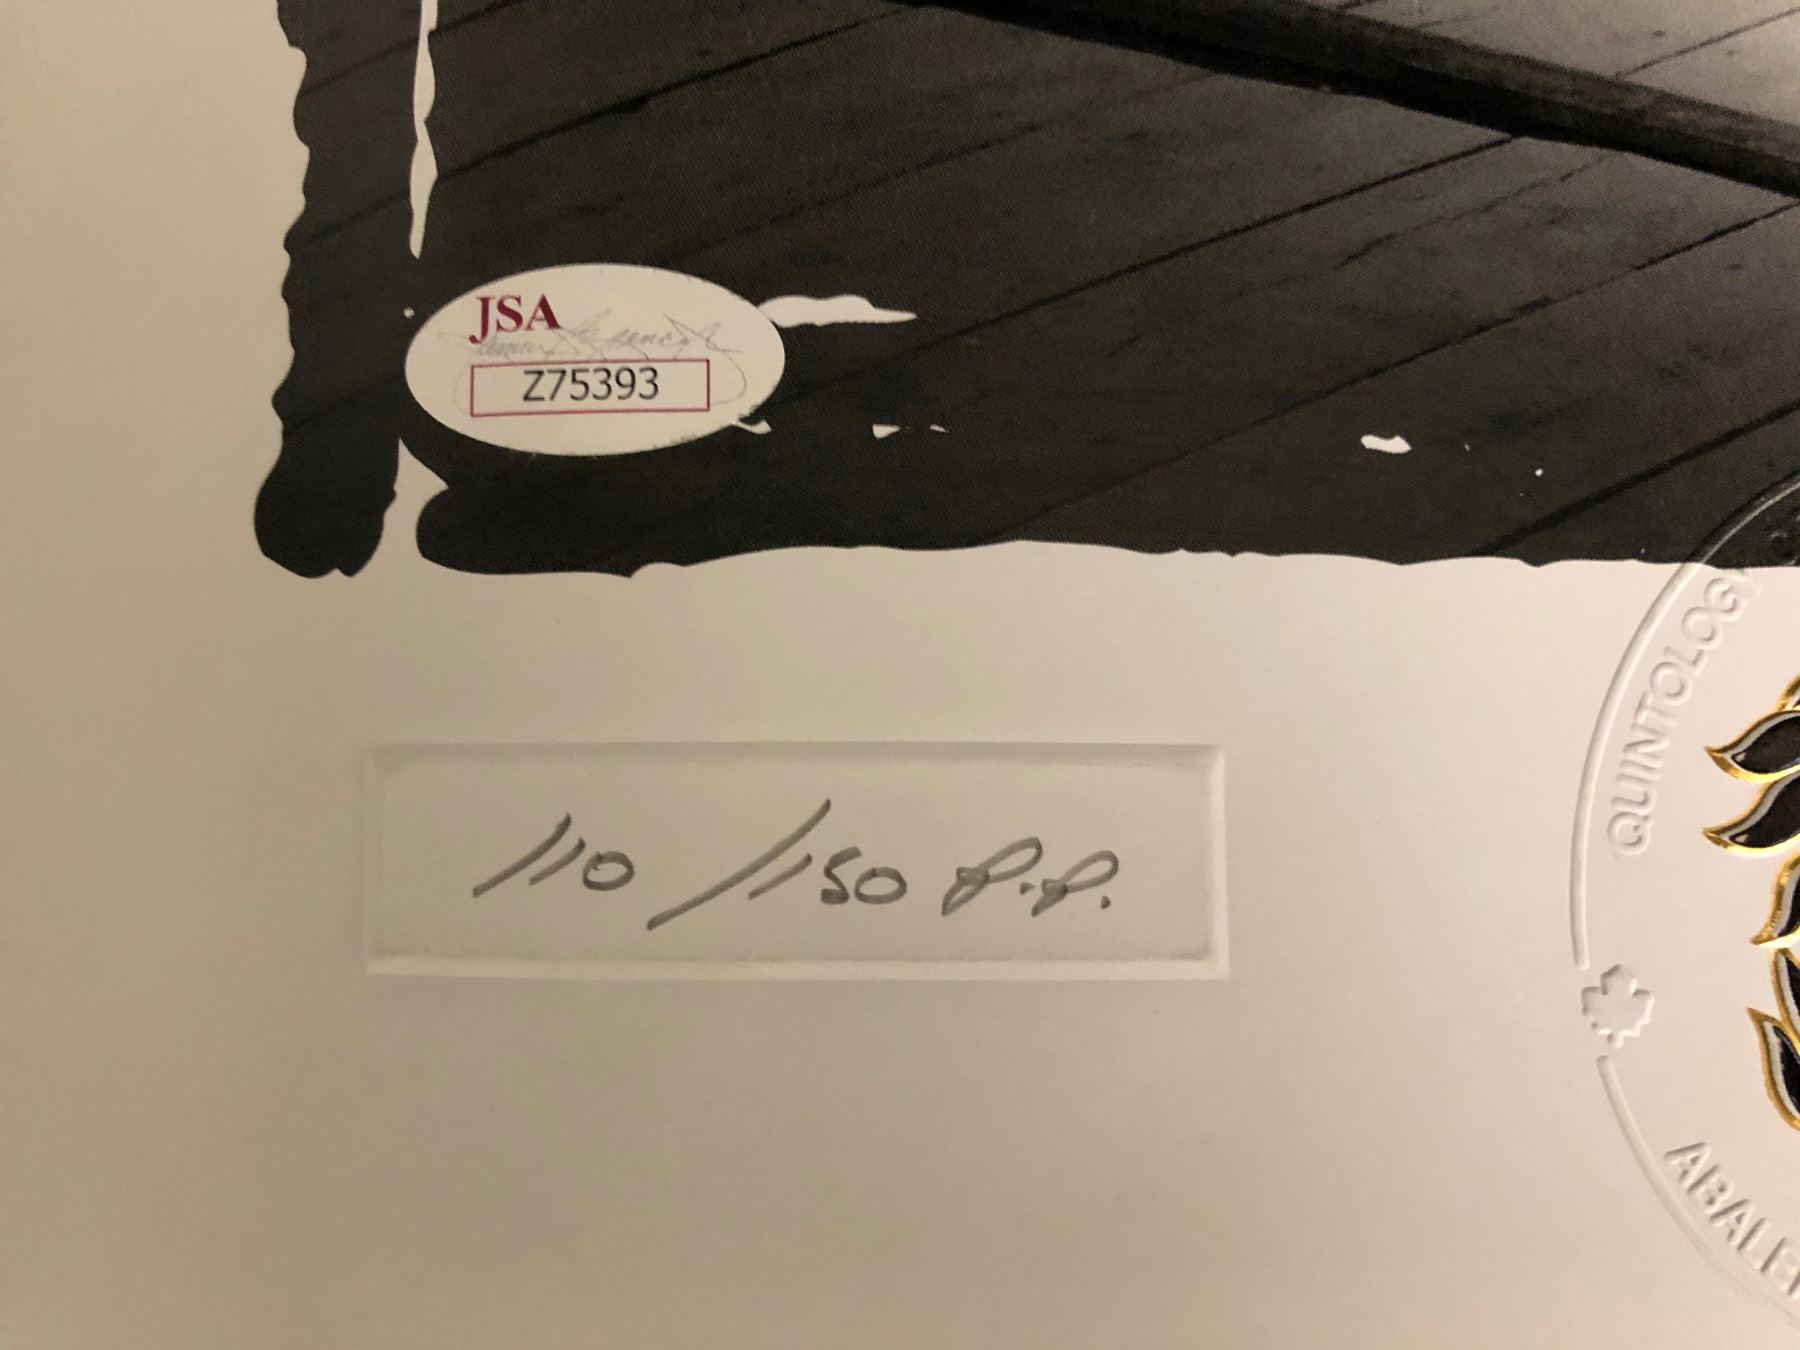 JSA
Z75393
110/150 P.P.
QUINTOLOGY